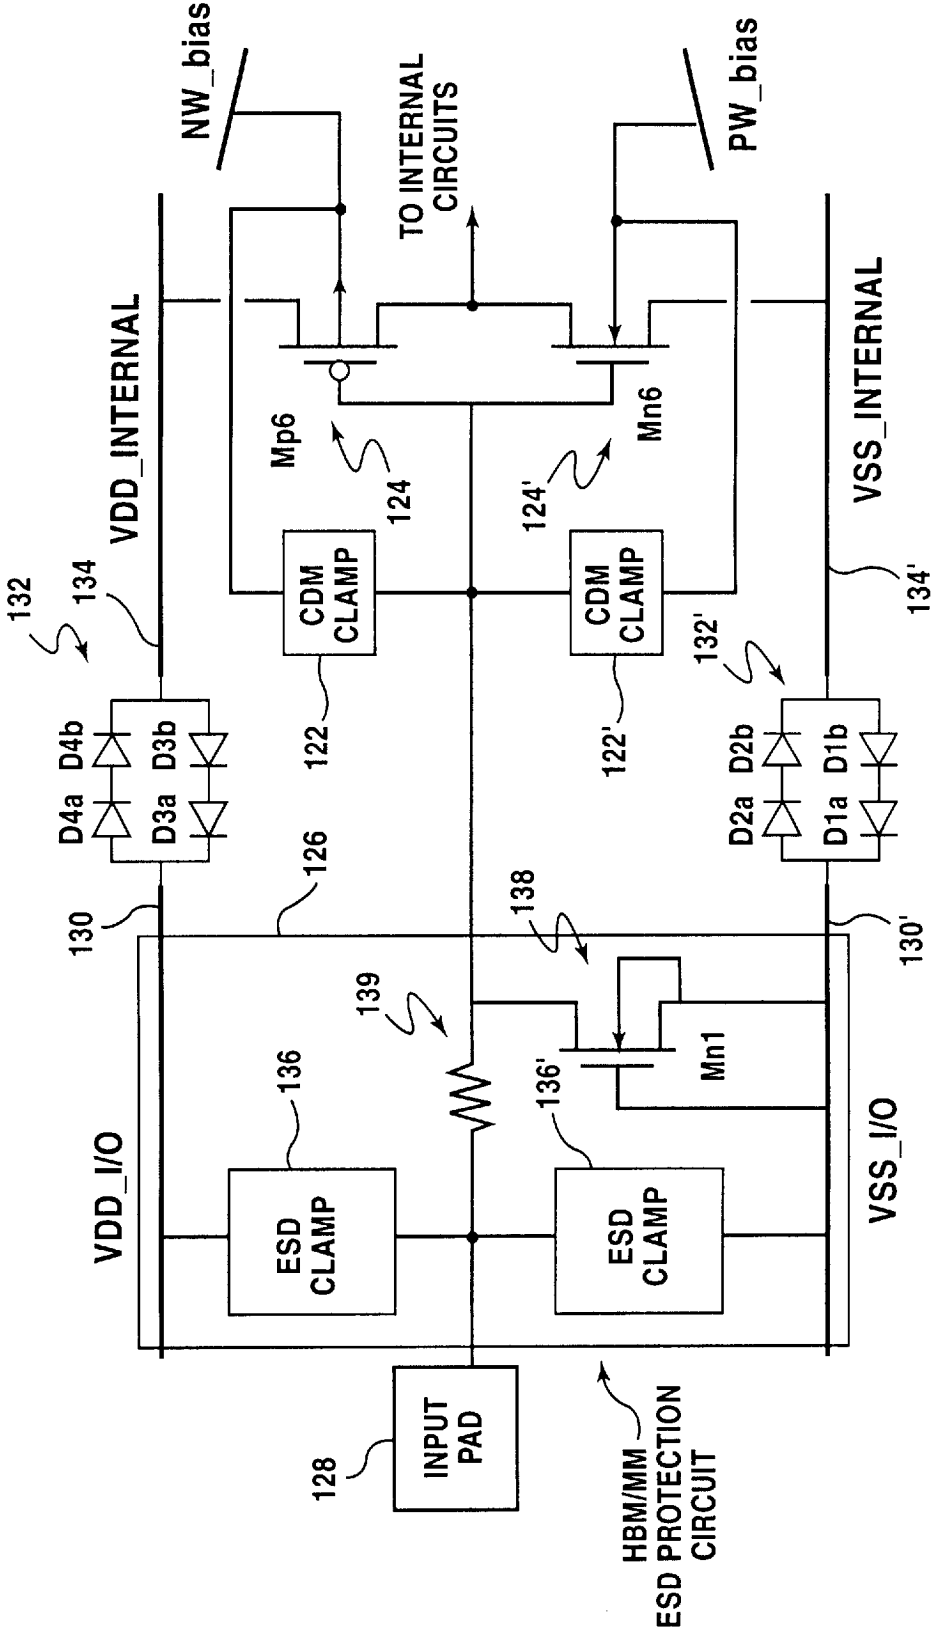 NW_bias
PW_bias
TO INTERNAL
CIRCUITS
VDD_INTERNAL
VSS_INTERNAL
Mp6
124
124'
Mn6
132
134
CDM
CLAMP
122
CDM
CLAMP
122'
132'
134'
D4a
D4b
D3a
D3b
D2a
D2b
D1a
D1b
130
126
139
138
130'
Mn1
VDD_I/O
136
ESD
CLAMP
136'
ESD
CLAMP
VSS_I/O
128
INPUT
PAD
HBM/MM
ESD PROTECTION
CIRCUIT